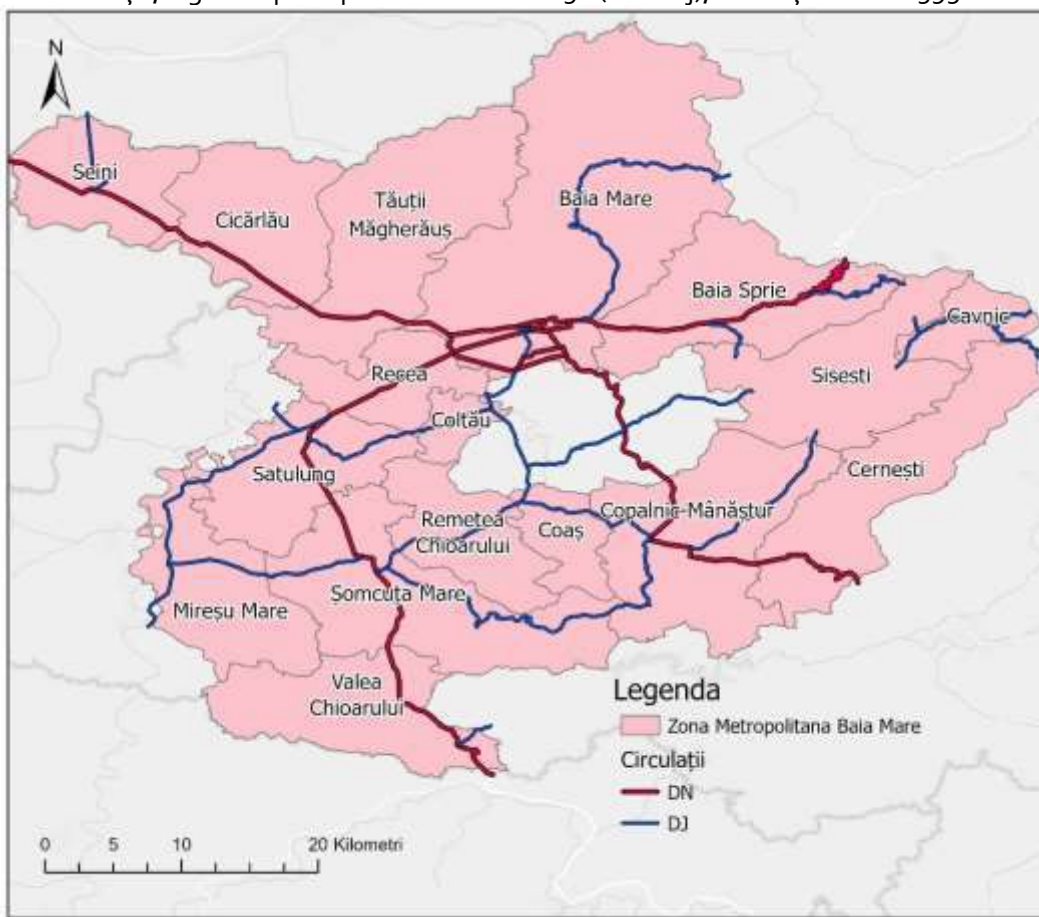 N
Seini
Cicărlău
Tăuții
Măgherăuș
Baia Mare
Baia Sprie
Cavnic
Recea
Sisesti
Coltău
Satulung
Cernești
Remetea
Chioarului
Coaș
Copalnic-Mănăștur
Șomcuța Mare
Mireșu Mare
Valea
Chioarului
Legenda
Zona Metropolitana Baia Mare
Circulații
DN
DJ
0 5 10 20 Kilometri